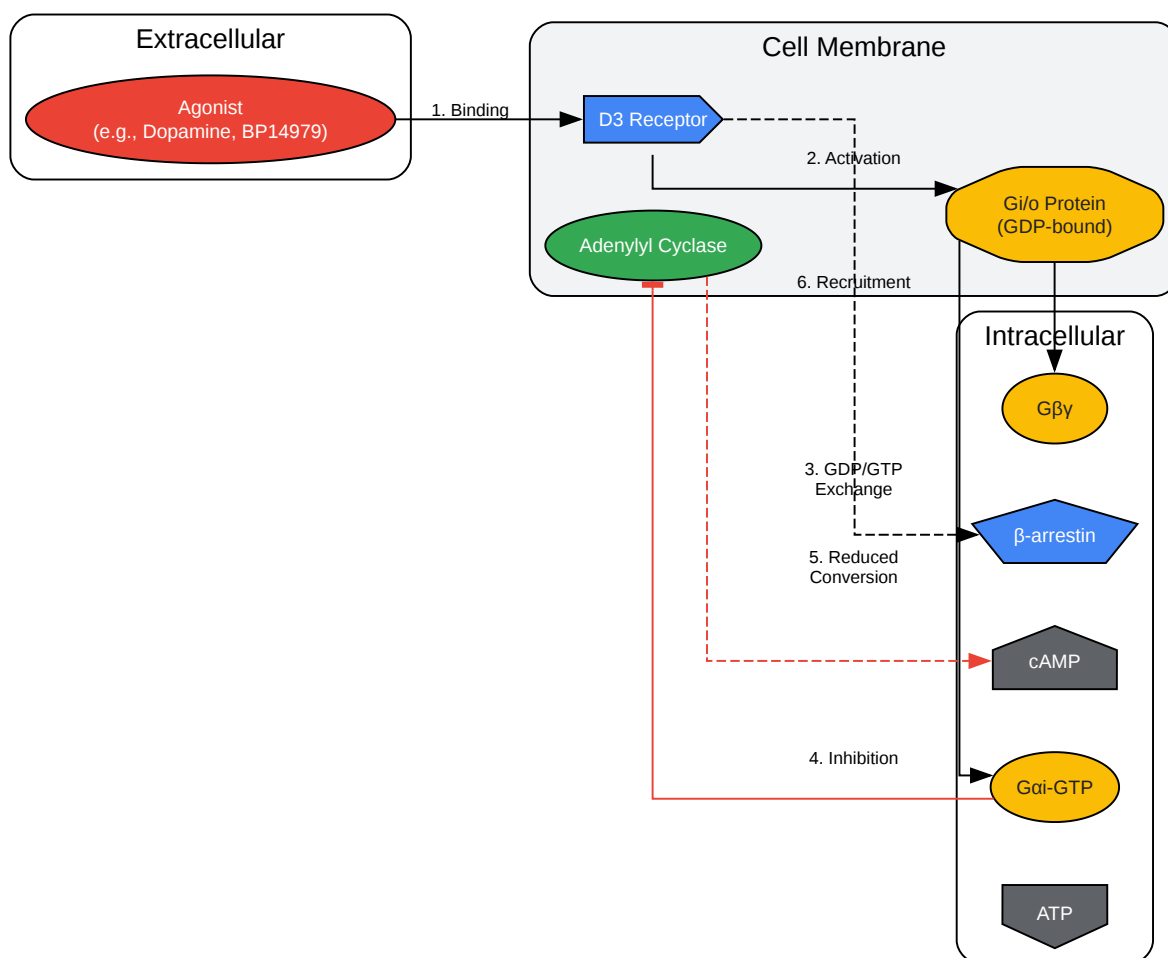 Extracellular
Cell Membrane
Agonist
(e.g., Dopamine, BP14979)
1. Binding
D3 Receptor
2. Activation
Gi/o Protein
(GDP-bound)
Adenylyl Cyclase
6. Recruitment
Intracellular
Gβγ
3. GDP/GTP
Exchange
β-arrestin
5. Reduced
Conversion
cAMP
4. Inhibition
Gαi-GTP
ATP